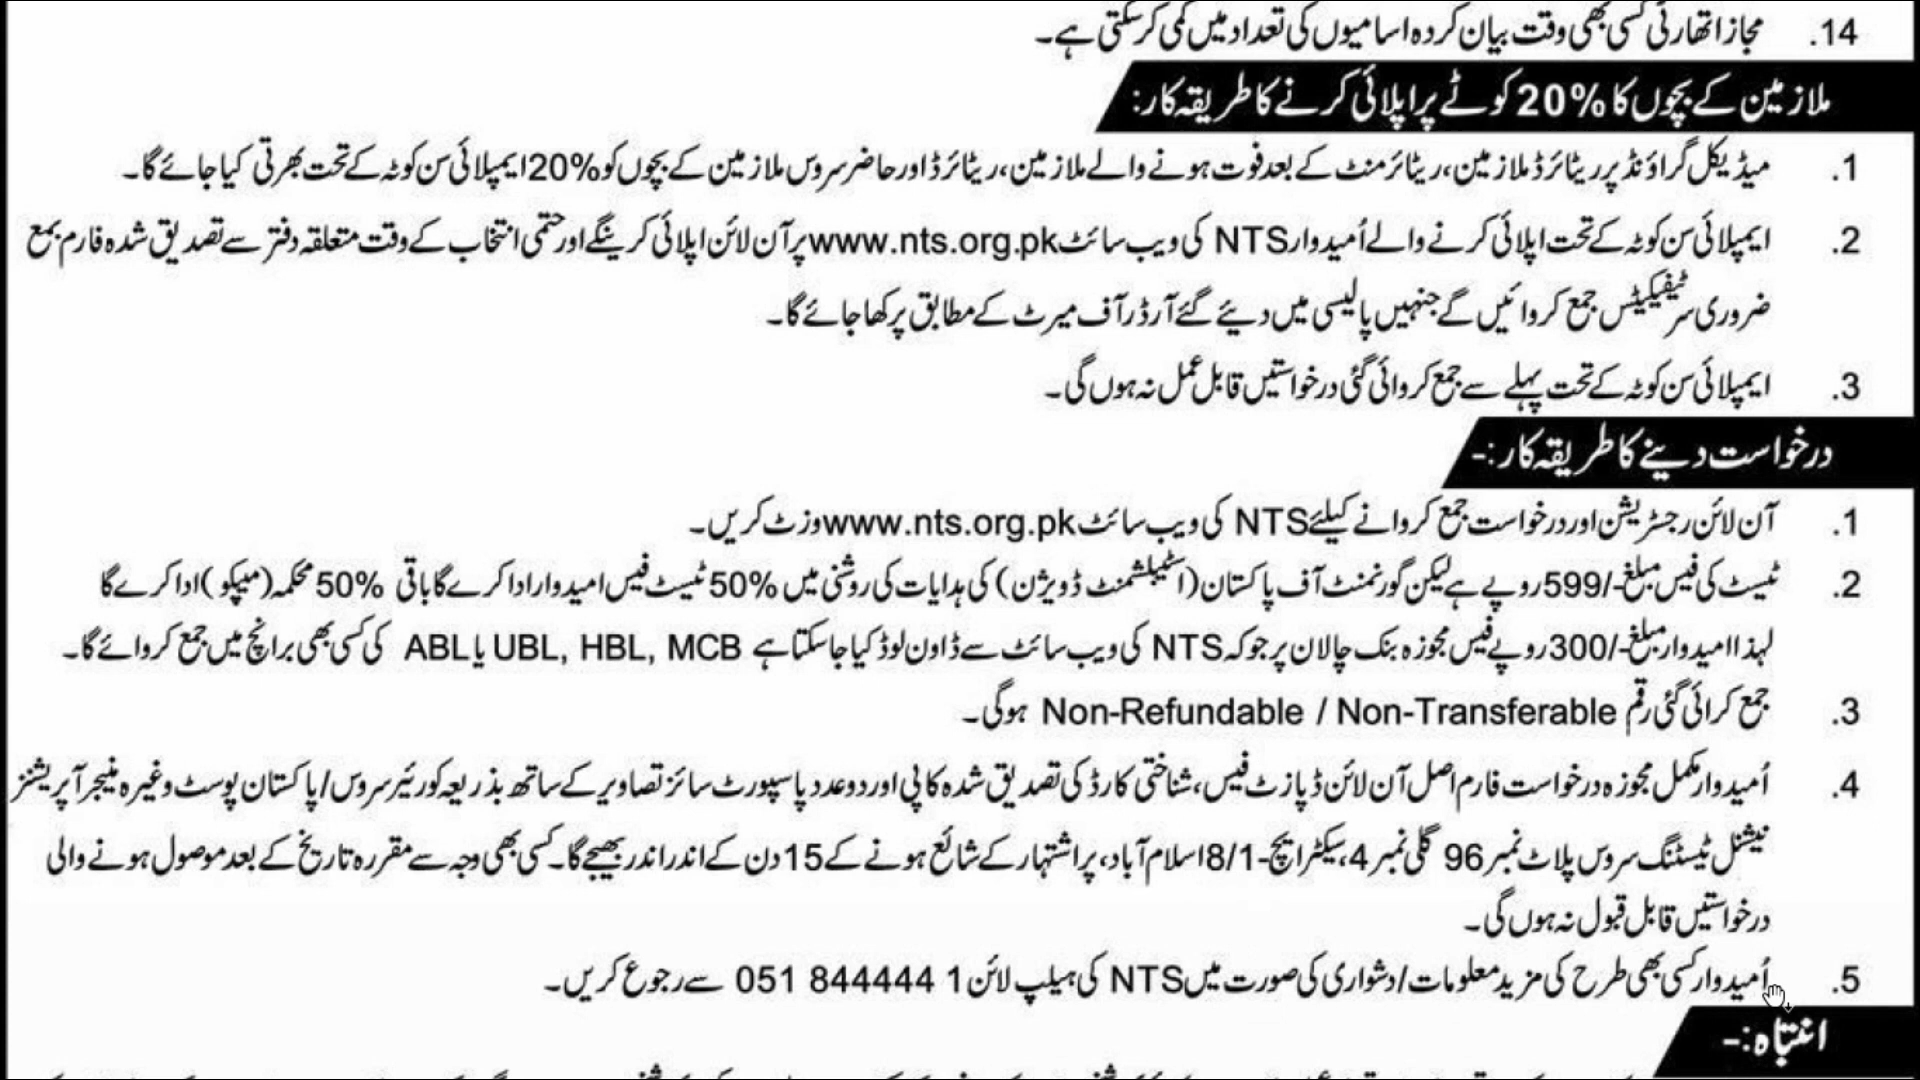 14. مجاز اتھارٹی کسی بھی وقت بیان کردہ اسامیوں کی تعداد میں کمی کر سکتی ہے۔
ملازمین کے بچوں کا %20 کوٹے پر اپلائی کرنے کا طریقہ کار:
1. میڈیکل گراؤنڈ پر ریٹائرڈ ملازمین، ریٹائرمنٹ کے بعد فوت ہونے والے ملازمین، ریٹائرڈ اور حاضر سروس ملازمین کے بچوں کو %20 ایمپلائی سن کوٹہ کے تحت بھرتی کیا جائے گا۔
2. ایمپلائی سن کوٹہ کے تحت اپلائی کرنے والے اُمیدوار NTS کی ویب سائٹ www.nts.org.pk پر آن لائن اپلائی کرینگے اور حتمی انتخاب کے وقت متعلقہ دفتر سے تصدیق شدہ فارم بمع
ضروری سرٹیفکیٹس جمع کروائیں گے جنہیں پالیسی میں دیئے گئے آرڈر آف میرٹ کے مطابق پرکھا جائے گا۔
3. ایمپلائی سن کوٹہ کے تحت پہلے سے جمع کروائی گئی درخواستیں قابل عمل نہ ہوں گی۔
درخواست دینے کا طریقہ کار:-
1. آن لائن رجسٹریشن اور درخواست جمع کروانے کیلئے NTS کی ویب سائٹ www.nts.org.pk وزٹ کریں۔
2. ٹیسٹ کی فیس مبلغ -/599 روپے ہے لیکن گورنمنٹ آف پاکستان (اسٹیبلشمنٹ ڈویژن) کی ہدایات کی روشنی میں %50 ٹیسٹ فیس امیدوار ادا کرے گا باقی %50 محکمہ (میپکو) ادا کرے گا
لہذا امیدوار مبلغ -/300 روپے فیس مجوزہ بنک چالان پر جو کہ NTS کی ویب سائٹ سے ڈاون لوڈ کیا جا سکتا ہے UBL, HBL, MCB یا ABL کی کسی بھی برانچ میں جمع کروائے گا۔
3. جمع کرائی گئی رقم Non-Refundable / Non-Transferable ہوگی۔
4. اُمیدوار مکمل مجوزہ درخواست فارم اصل آن لائن ڈپازٹ فیس، شناختی کارڈ کی تصدیق شدہ کاپی اور دو عدد پاسپورٹ سائز تصاویر کے ساتھ بذریعہ کورئیر سروس/پاکستان پوسٹ وغیرہ منیجر آپریشنز
نیشنل ٹیسٹنگ سروس پلاٹ نمبر 96 گلی نمبر 4، سیکٹر ایچ-8/1 اسلام آباد، پر اشتہار کے شائع ہونے کے 15 دن کے اندر اندر بھیجے گا۔ کسی بھی وجہ سے مقررہ تاریخ کے بعد موصول ہونے والی
درخواستیں قابل قبول نہ ہوں گی۔
5. اُمیدوار کسی بھی طرح کی مزید معلومات/دشواری کی صورت میں NTS کی ہیلپ لائن 051 844444 1 سے رجوع کریں۔
انتباہ:-